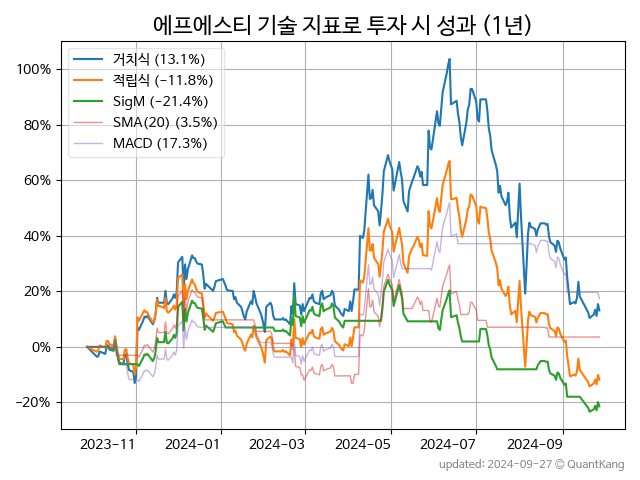 에프에스티 기술 지표로 투자 시 성과 (1년)
거치식 (13.1%)
적립식 (−11.8%)
SigM (−21.4%)
SMA(20) (3.5%)
MACD (17.3%)
100%
80%
60%
40%
20%
0%
−20%
2023-11 2024-01 2024-03 2024-05 2024-07 2024-09
updated: 2024-09-27 © QuantKang